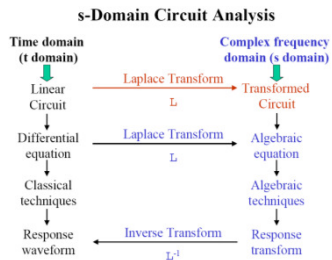 s-Domain Circuit Analysis
Time domain
(t domain)
Complex frequency
domain (s domain)
Linear
Circuit
Laplace Transform
L
Transformed
Circuit
Differential
equation
Laplace Transform
L
Algebraic
equation
Classical
techniques
Algebraic
techniques
Response
waveform
Inverse Transform
L-1
Response
transform